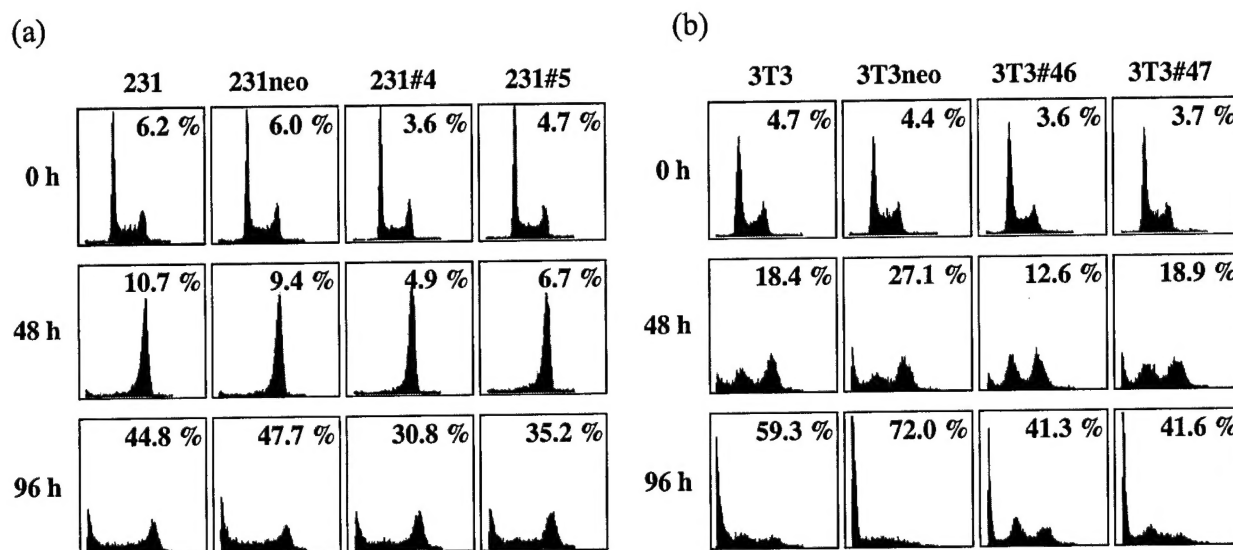 (a)
231 231neo 231#4 231#5
0 h 6.2 % 6.0 % 3.6 % 4.7 %
48 h 10.7 % 9.4 % 4.9 % 6.7 %
96 h 44.8 % 47.7 % 30.8 % 35.2 %
(b)
3T3 3T3neo 3T3#46 3T3#47
0 h 4.7 % 4.4 % 3.6 % 3.7 %
48 h 18.4 % 27.1 % 12.6 % 18.9 %
96 h 59.3 % 72.0 % 41.3 % 41.6 %